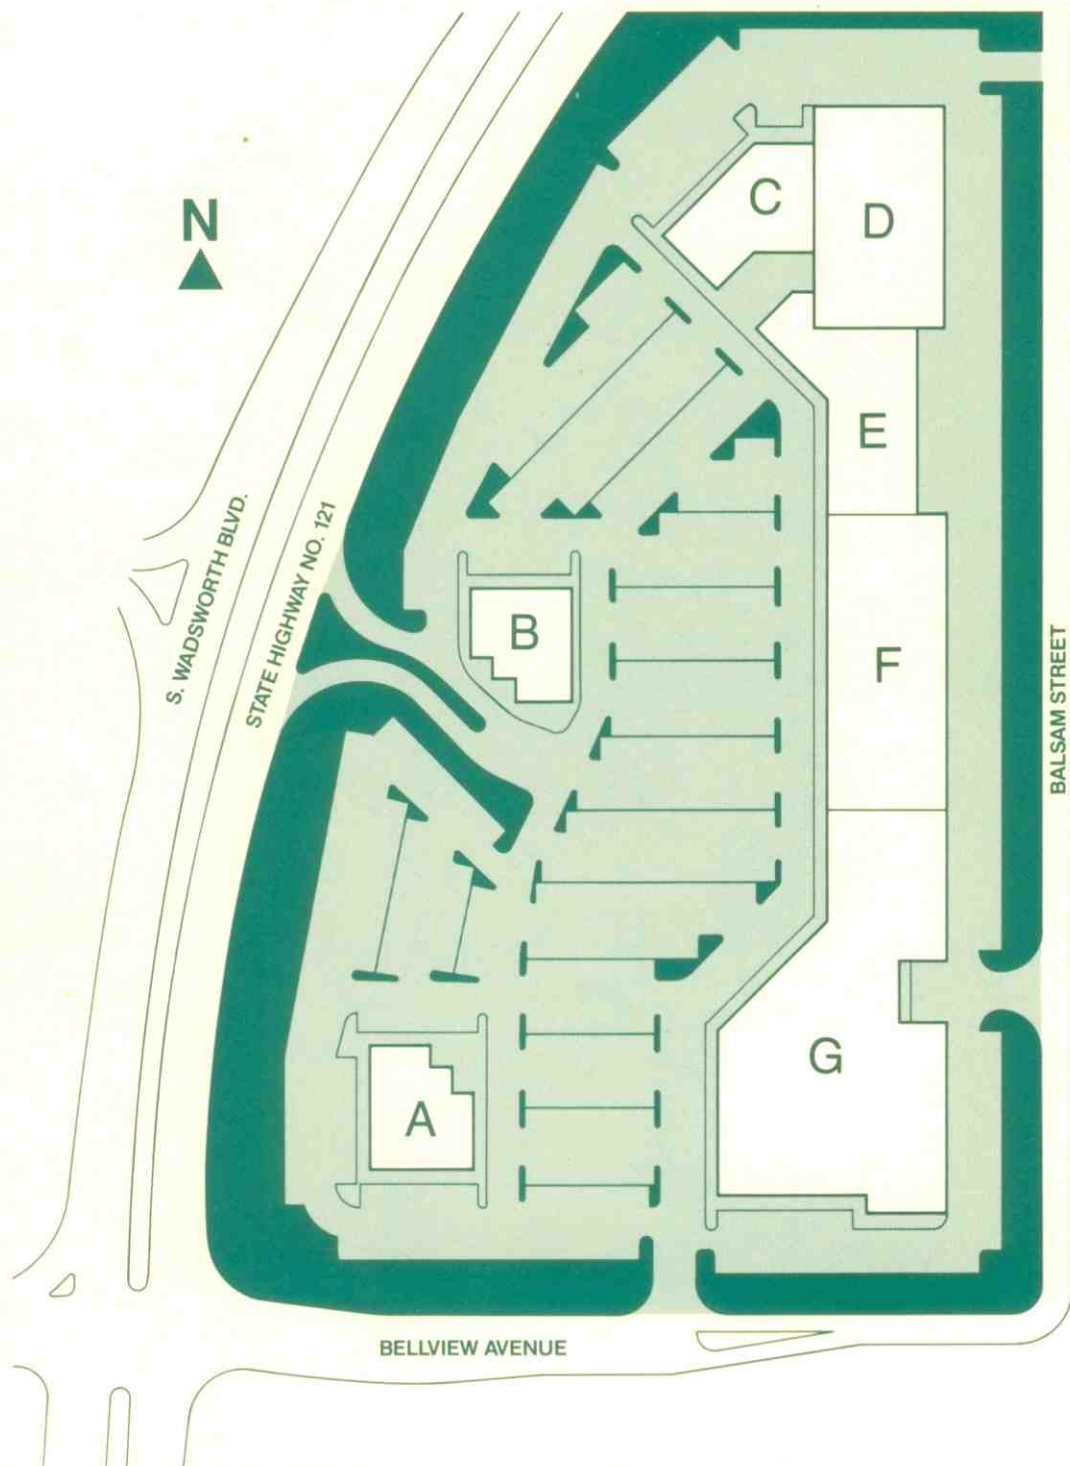 N
C
D
E
S. WADSWORTH BLVD.
STATE HIGHWAY NO. 121
B
F
BALSAM STREET
G
A
BELLVIEW AVENUE